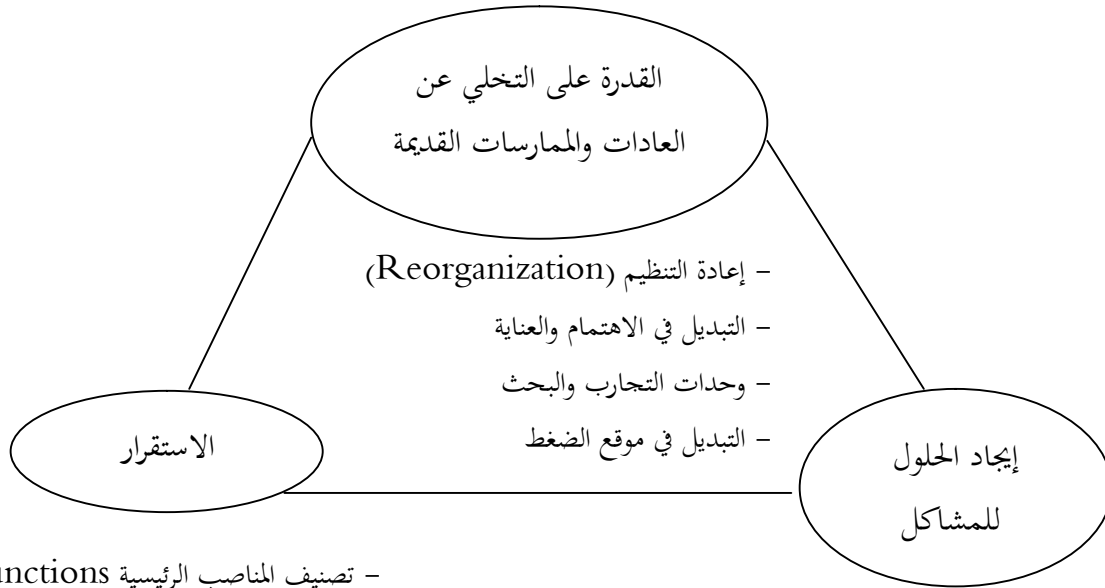 القدرة على التخلي عن
العادات والممارسات القديمة
– إعادة التنظيم (Reorganization)
– التبديل في الاهتمام والعناية
– وحدات التجارب والبحث
– التبديل في موقع الضغط
إيجاد الحلول
للمشاكل
الاستقرار
– تصنيف المناصب الرئيسية